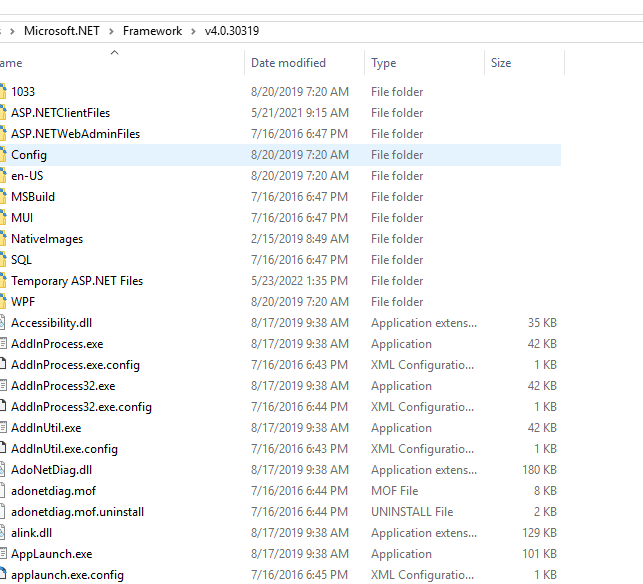 Microsoft.NET > Framework > v4.0.30319
ame Date modified Type Size
1033 8/20/2019 7:20 AM File folder
ASP.NETClientFiles 5/21/2021 9:15 AM File folder
ASP.NETWebAdminFiles 7/16/2016 6:47 PM File folder
Config 8/20/2019 7:20 AM File folder
en-US 8/20/2019 7:20 AM File folder
MSBuild 7/16/2016 6:47 PM File folder
MUI 7/16/2016 6:47 PM File folder
NativeImages 2/15/2019 8:49 AM File folder
SQL 7/16/2016 6:47 PM File folder
Temporary ASP.NET Files 5/23/2022 1:35 PM File folder
WPF 8/20/2019 7:20 AM File folder
Accessibility.dll 8/17/2019 9:38 AM Application extens... 35 KB
AddInProcess.exe 8/17/2019 9:38 AM Application 42 KB
AddInProcess.exe.config 7/16/2016 6:43 PM XML Configuratio... 1 KB
AddInProcess32.exe 8/17/2019 9:38 AM Application 42 KB
AddInProcess32.exe.config 7/16/2016 6:44 PM XML Configuratio... 1 KB
AddInUtil.exe 8/17/2019 9:38 AM Application 42 KB
AddInUtil.exe.config 7/16/2016 6:43 PM XML Configuratio... 1 KB
AdoNetDiag.dll 8/17/2019 9:38 AM Application extens... 180 KB
adonetdiag.mof 7/16/2016 6:44 PM MOF File 8 KB
adonetdiag.mof.uninstall 7/16/2016 6:44 PM UNINSTALL File 2 KB
alink.dll 8/17/2019 9:38 AM Application extens... 129 KB
AppLaunch.exe 8/17/2019 9:38 AM Application 101 KB
applaunch.exe.config 7/16/2016 6:45 PM XML Configuratio... 1 KB